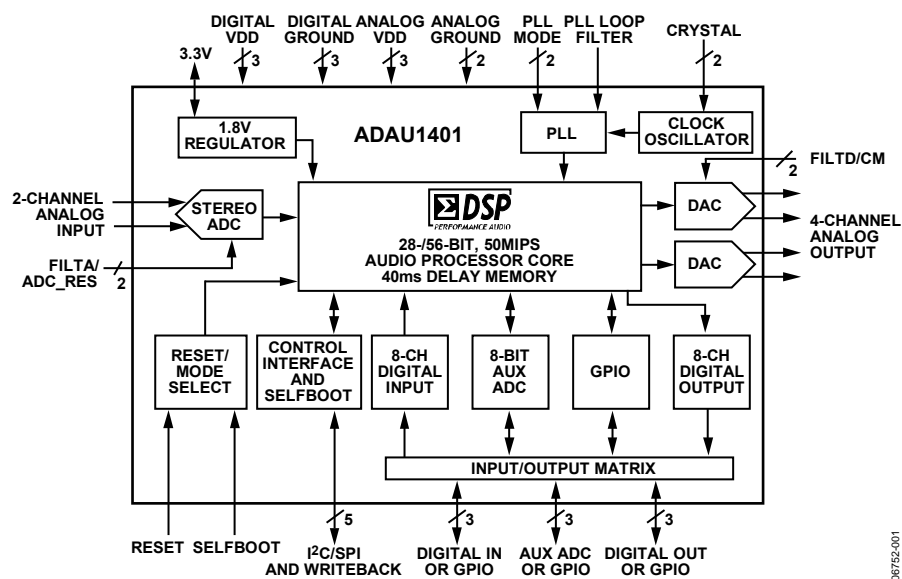 DIGITAL
VDD
DIGITAL
GROUND
ANALOG
VDD
ANALOG
GROUND
PLL
MODE
PLL LOOP
FILTER
CRYSTAL
3.3V
3
3
3
2
2
2
1.8V
REGULATOR
ADAU1401
PLL
CLOCK
OSCILLATOR
FILTD/CM
2
2-CHANNEL
ANALOG
INPUT
STEREO
ADC
FILTA/
ADC_RES
2
ΣDSP
PERFORMANCE AUDIO
28-/56-BIT, 50MIPS
AUDIO PROCESSOR CORE
40ms DELAY MEMORY
DAC
DAC
4-CHANNEL
ANALOG
OUTPUT
RESET/
MODE
SELECT
CONTROL
INTERFACE
AND
SELFBOOT
8-CH
DIGITAL
INPUT
8-BIT
AUX
ADC
GPIO
8-CH
DIGITAL
OUTPUT
INPUT/OUTPUT MATRIX
5
3
3
3
RESET
SELFBOOT
I²C/SPI
AND WRITEBACK
DIGITAL IN
OR GPIO
AUX ADC
OR GPIO
DIGITAL OUT
OR GPIO
06752-001